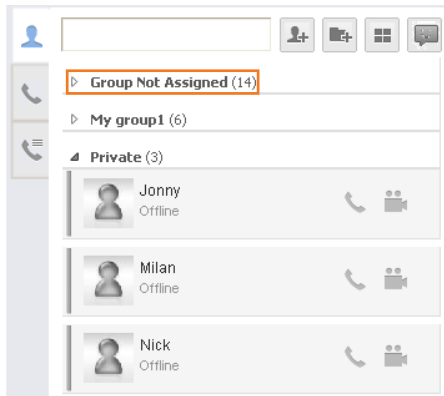 Group Not Assigned (14)
My group1 (6)
Private (3)
Jonny
Offline
Milan
Offline
Nick
Offline